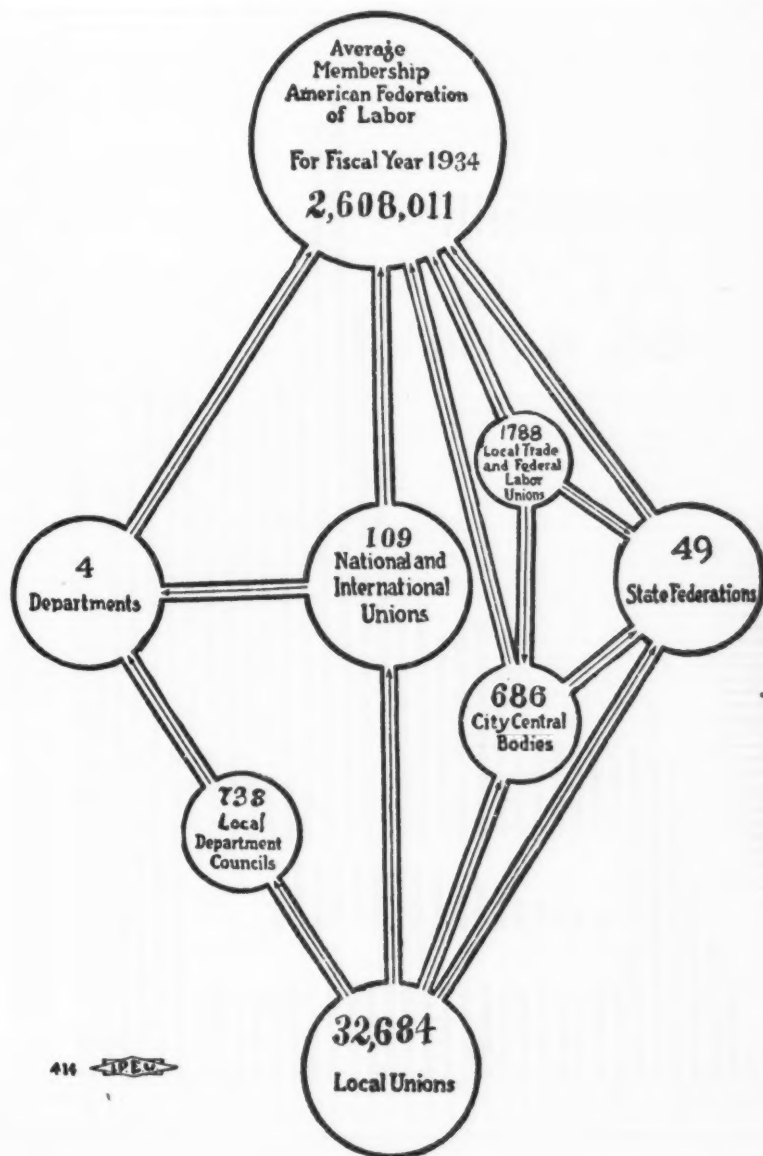 Average
Membership
American Federation
of Labor
For Fiscal Year 1934
2,608,011
1788
Local Trade
and Federal
Labor
Unions
4
Departments
109
National and
International
Unions
49
State Federations
686
City Central
Bodies
738
Local
Department
Councils
32,684
Local Unions
414
I.P.E.U.